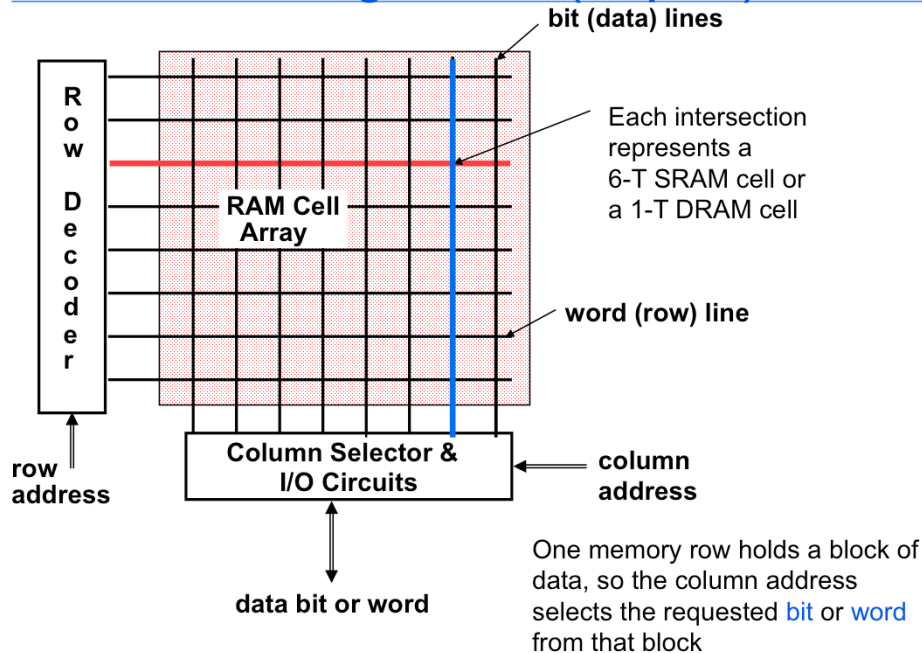 bit (data) lines
Row Decoder
Each intersection
represents a
6-T SRAM cell or
a 1-T DRAM cell
RAM Cell
Array
word (row) line
Column Selector &
I/O Circuits
row
address
column
address
data bit or word
One memory row holds a block of
data, so the column address
selects the requested bit or word
from that block